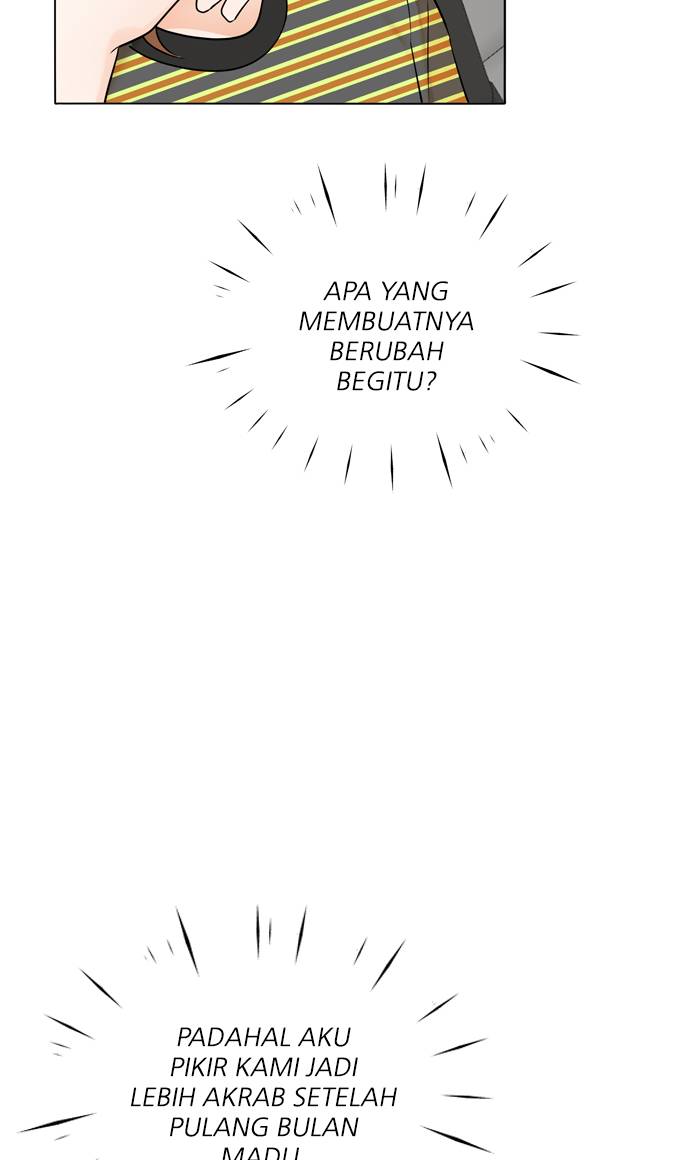 APA YANG
MEMBUATNYA
BERUBAH
BEGITU?
PADAHAL AKU
PIKIR KAMI JADI
LEBIH AKRAB SETELAH
PULANG BULAN
MADU